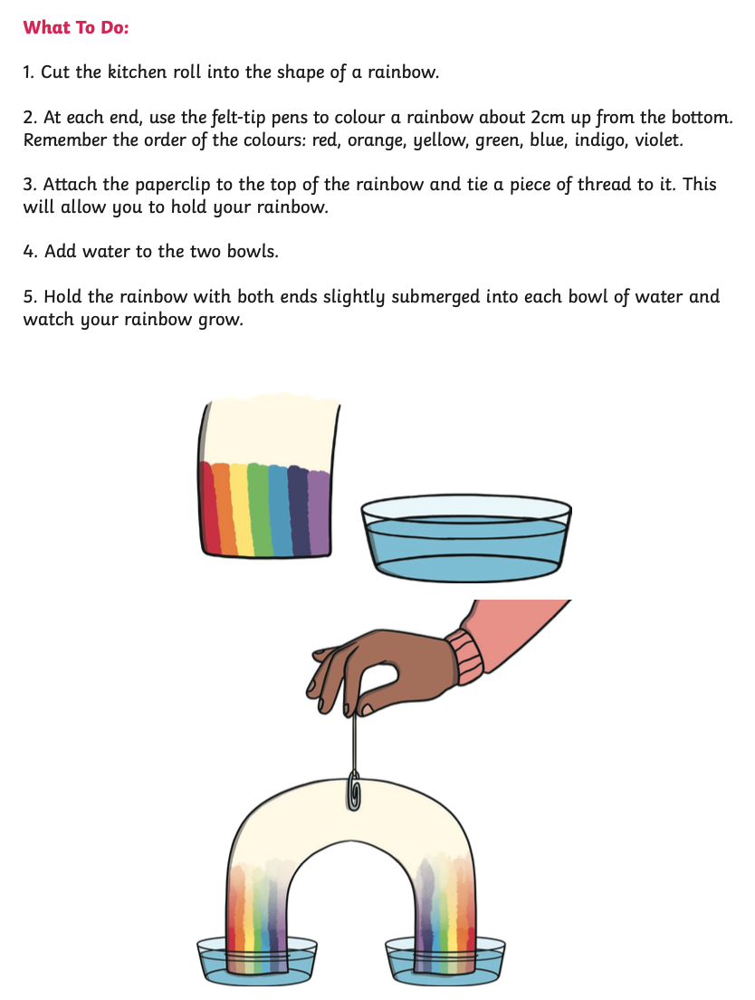 What To Do:
1. Cut the kitchen roll into the shape of a rainbow.
2. At each end, use the felt-tip pens to colour a rainbow about 2cm up from the bottom.
Remember the order of the colours: red, orange, yellow, green, blue, indigo, violet.
3. Attach the paperclip to the top of the rainbow and tie a piece of thread to it. This
will allow you to hold your rainbow.
4. Add water to the two bowls.
5. Hold the rainbow with both ends slightly submerged into each bowl of water and
watch your rainbow grow.